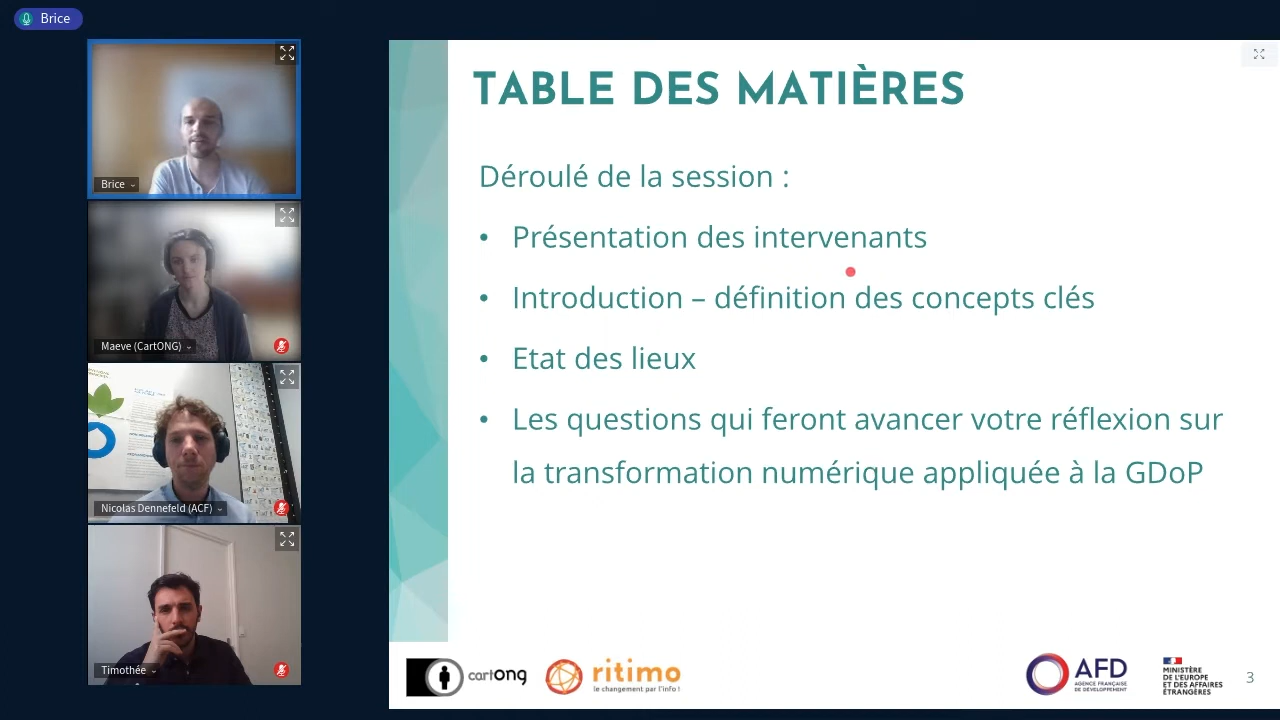 Brice
Brice
Maeve (CartONG)
Nicolas Dennefeld (ACF)
Timothée
TABLE DES MATIÈRES
Déroulé de la session :
• Présentation des intervenants
• Introduction – définition des concepts clés
• Etat des lieux
• Les questions qui feront avancer votre réflexion sur
la transformation numérique appliquée à la GDoP
cartONG
ritimo
le changement par l'info !
AFD
AGENCE FRANÇAISE
DE DÉVELOPPEMENT
MINISTÈRE
DE L'EUROPE
ET DES AFFAIRES
ÉTRANGÈRES
3